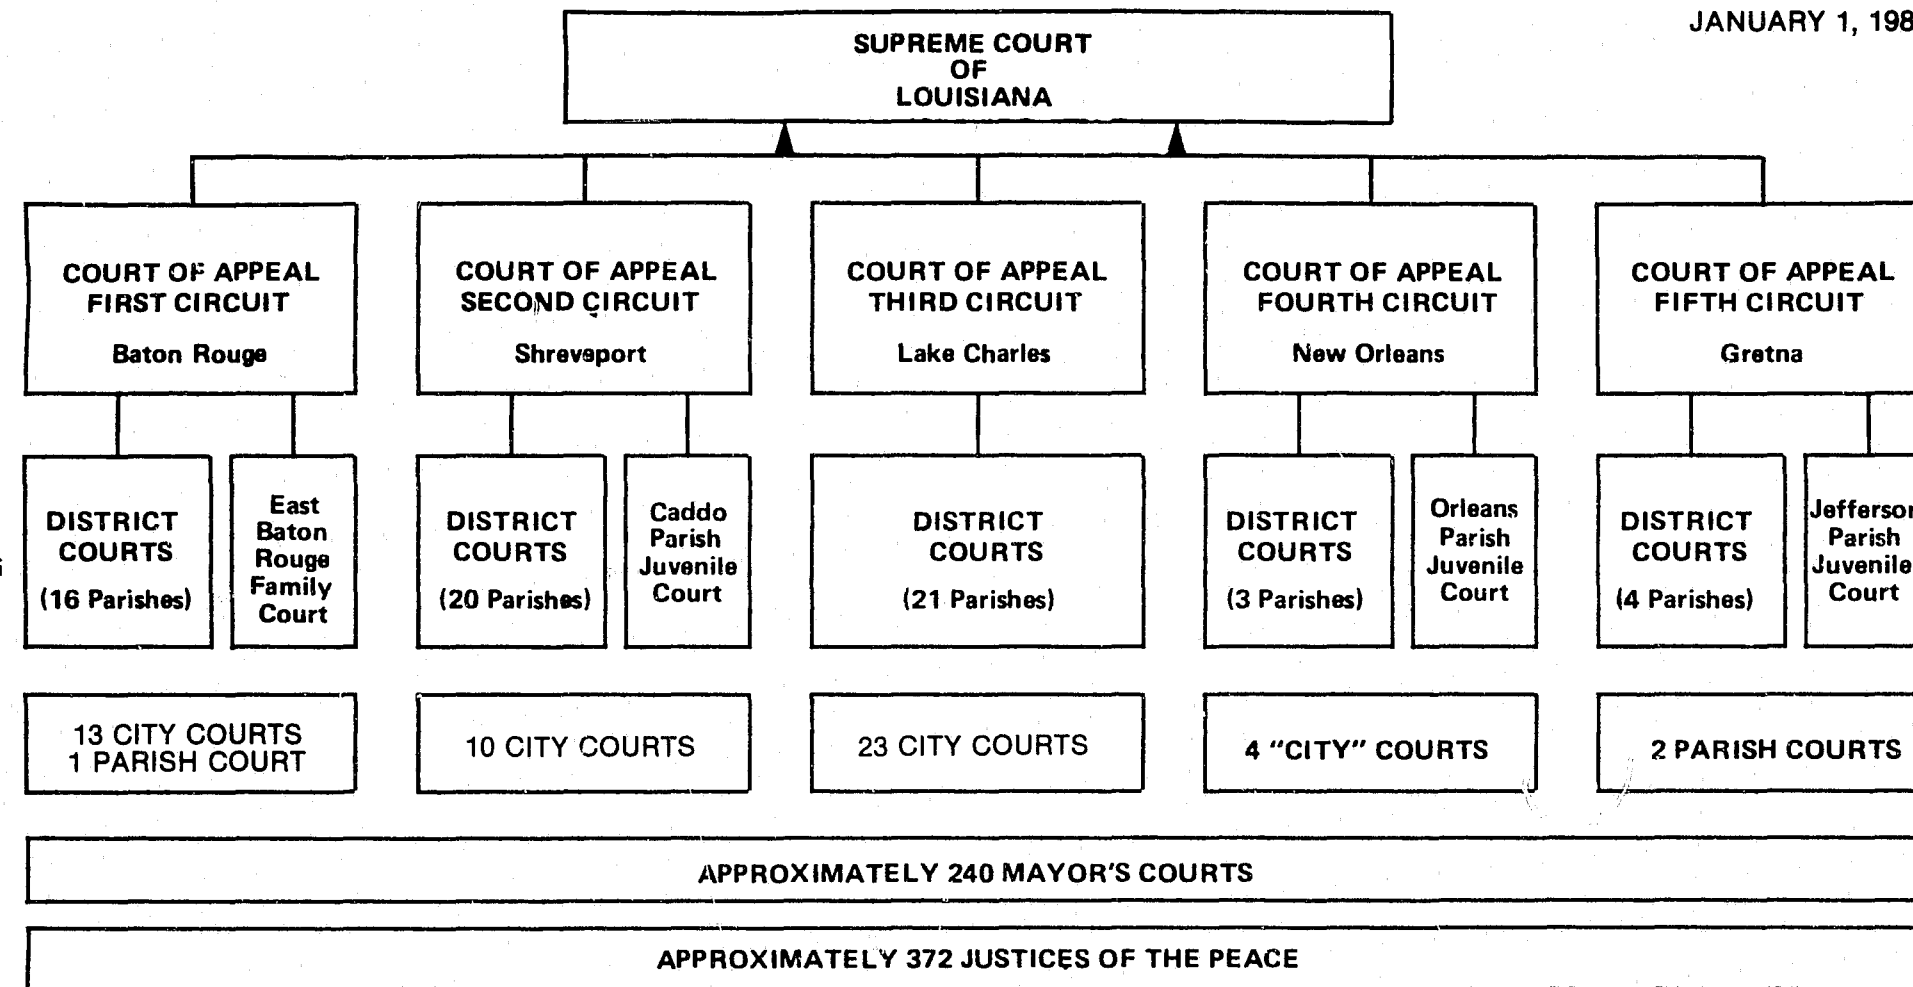 JANUARY 1, 198
SUPREME COURT
OF
LOUISIANA
COURT OF APPEAL
FIRST CIRCUIT
Baton Rouge
COURT OF APPEAL
SECOND CIRCUIT
Shreveport
COURT OF APPEAL
THIRD CIRCUIT
Lake Charles
COURT OF APPEAL
FOURTH CIRCUIT
New Orleans
COURT OF APPEAL
FIFTH CIRCUIT
Gretna
DISTRICT
COURTS
(16 Parishes)
East
Baton
Rouge
Family
Court
DISTRICT
COURTS
(20 Parishes)
Caddo
Parish
Juvenile
Court
DISTRICT
COURTS
(21 Parishes)
DISTRICT
COURTS
(3 Parishes)
Orleans
Parish
Juvenile
Court
DISTRICT
COURTS
(4 Parishes)
Jefferson
Parish
Juvenile
Court
13 CITY COURTS
1 PARISH COURT
10 CITY COURTS
23 CITY COURTS
4 "CITY" COURTS
2 PARISH COURTS
APPROXIMATELY 240 MAYOR'S COURTS
APPROXIMATELY 372 JUSTICES OF THE PEACE